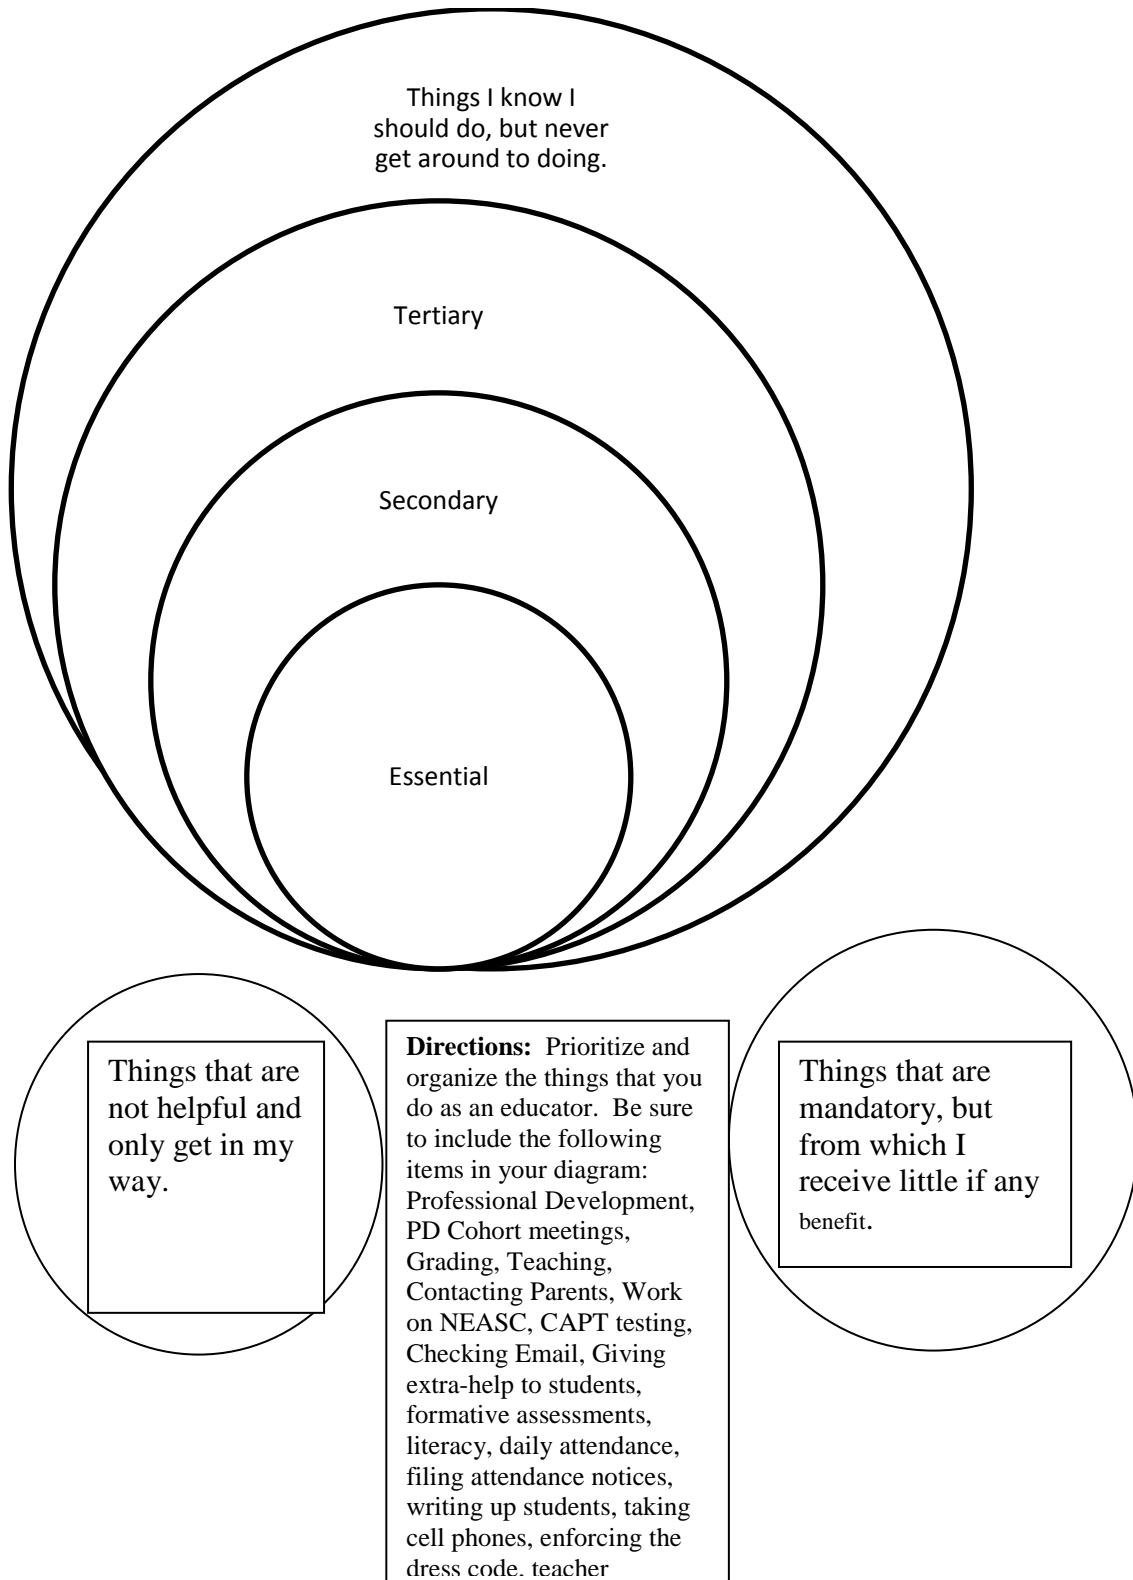 Things I know I
should do, but never
get around to doing.
Tertiary
Secondary
Essential
Things that are
not helpful and
only get in my
way.
Directions:  Prioritize and
organize the things that you
do as an educator.  Be sure
to include the following
items in your diagram:
Professional Development,
PD Cohort meetings,
Grading, Teaching,
Contacting Parents, Work
on NEASC, CAPT testing,
Checking Email, Giving
extra-help to students,
formative assessments,
literacy, daily attendance,
filing attendance notices,
writing up students, taking
cell phones, enforcing the
dress code, teacher
Things that are
mandatory, but
from which I
receive little if any
benefit.